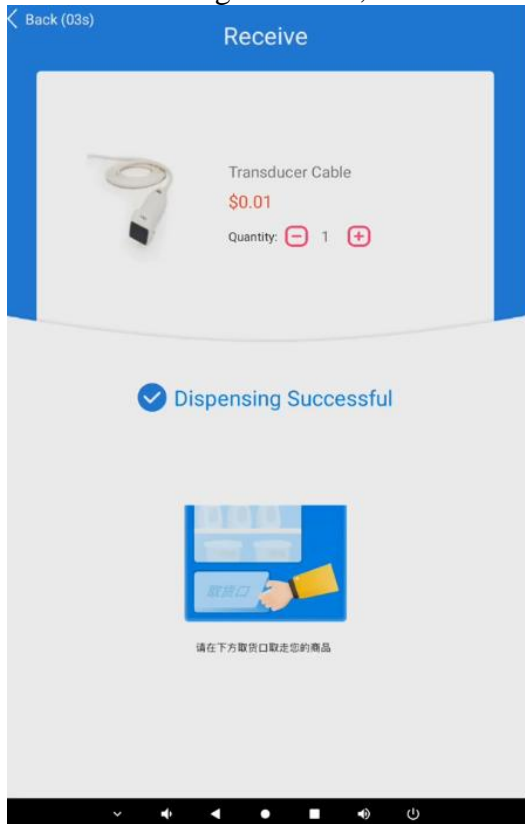 Back (03s)
Receive
Transducer Cable
$0.01
Quantity: 1
Dispensing Successful
取货口
请在下方取货口取走您的商品